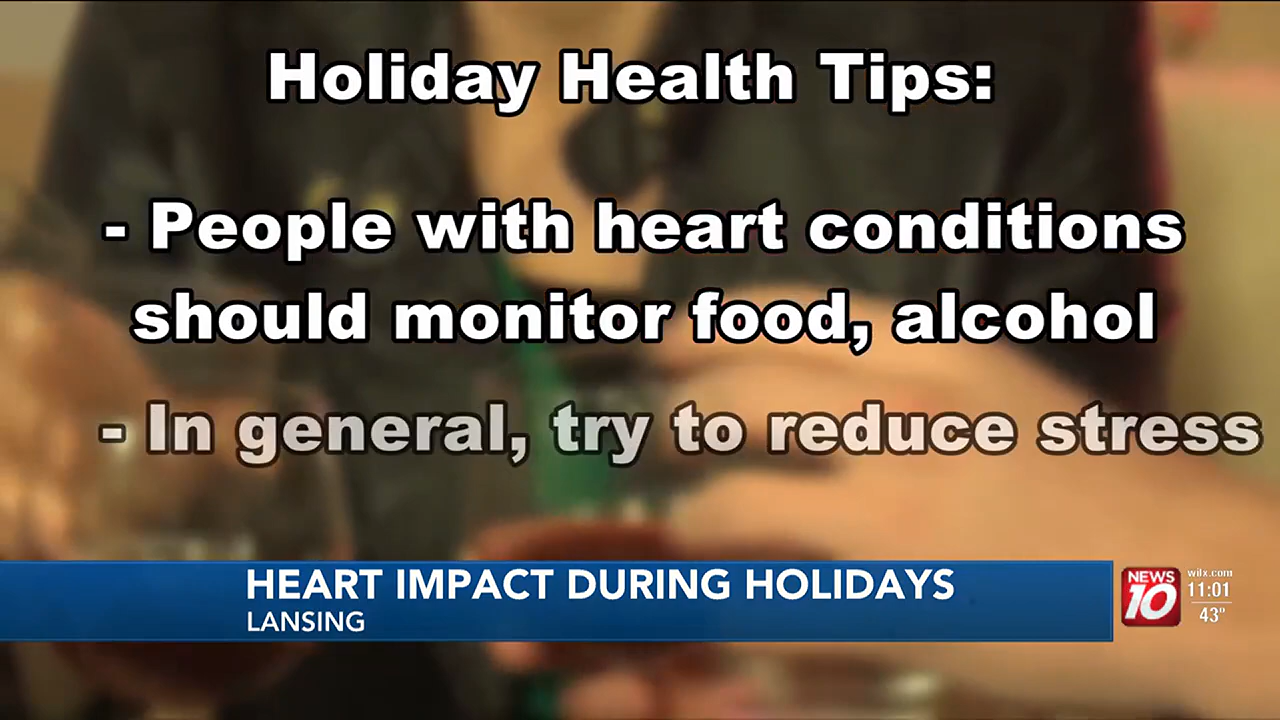 Holiday Health Tips:
- People with heart conditions
should monitor food, alcohol
- In general, try to reduce stress
HEART IMPACT DURING HOLIDAYS
LANSING
NEWS
10
wilx.com
11:01
43°